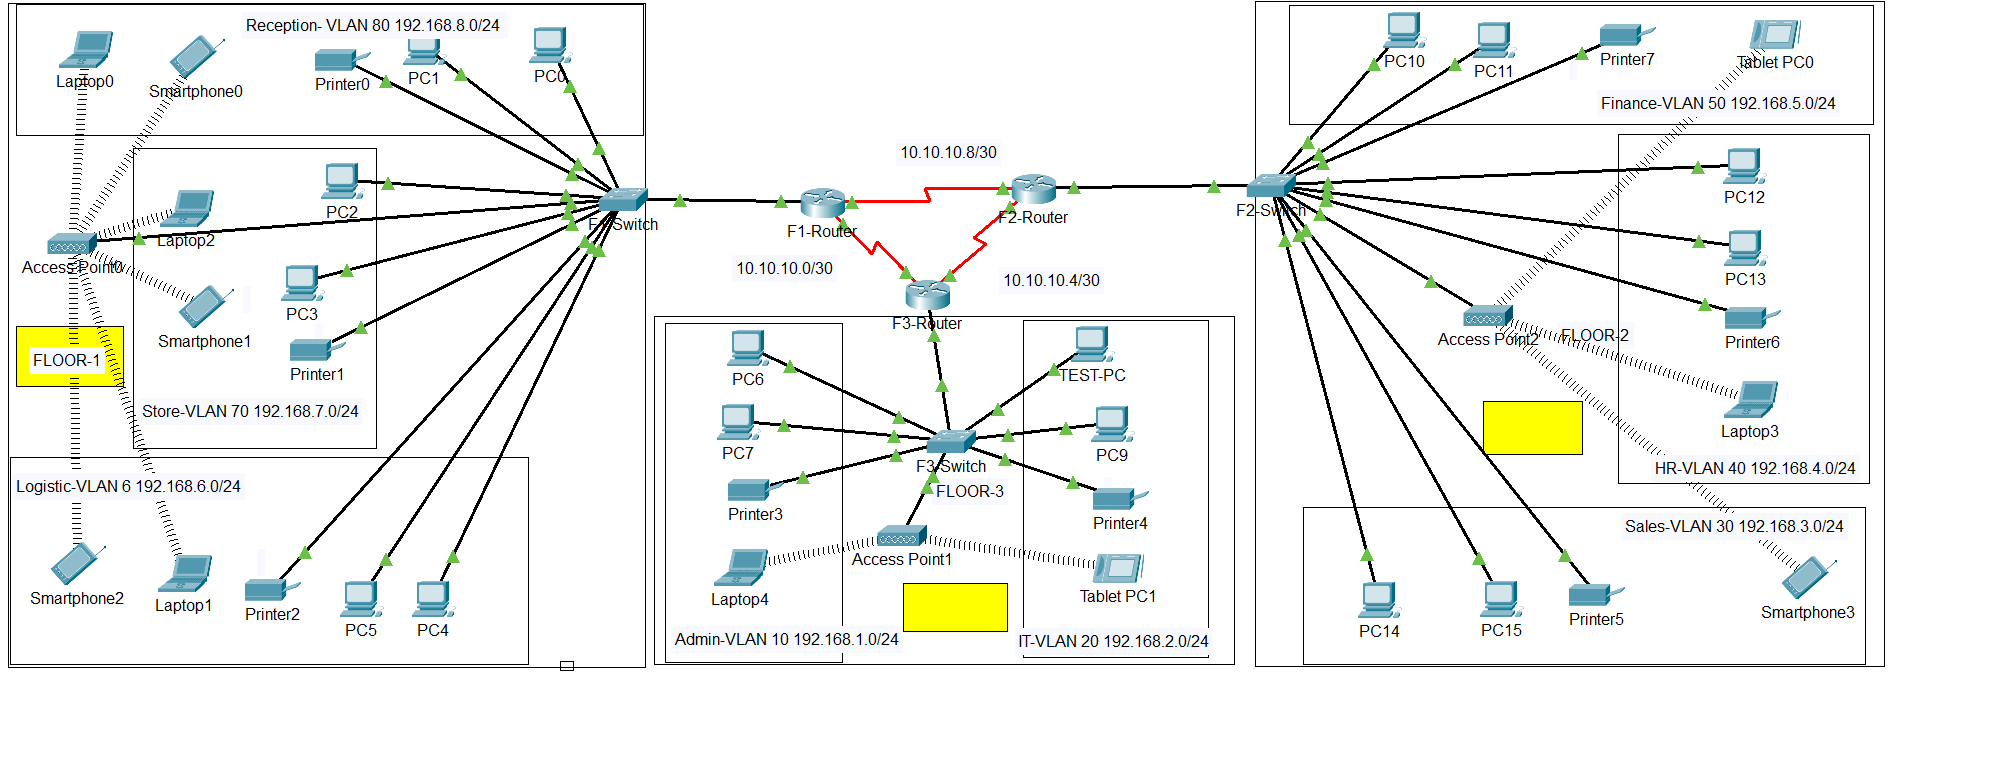 Reception- VLAN 80 192.168.8.0/24
Laptop0
Smartphone0
Printer0
PC1
PC0
PC2
Laptop2
F1-Switch
Access Point0
PC3
Smartphone1
Printer1
FLOOR-1
Store-VLAN 70 192.168.7.0/24
Logistic-VLAN 6 192.168.6.0/24
Smartphone2
Laptop1
Printer2
PC5
PC4
10.10.10.8/30
F1-Router
F2-Router
10.10.10.0/30
10.10.10.4/30
F3-Router
PC6
TEST-PC
PC7
PC9
F3-Switch
FLOOR-3
Printer3
Printer4
Access Point1
Laptop4
Tablet PC1
Admin-VLAN 10 192.168.1.0/24
IT-VLAN 20 192.168.2.0/24
PC10
PC11
Printer7
Tablet PC0
Finance-VLAN 50 192.168.5.0/24
F2-Switch
PC12
PC13
Access Point2
FLOOR-2
Printer6
Laptop3
HR-VLAN 40 192.168.4.0/24
Sales-VLAN 30 192.168.3.0/24
PC14
PC15
Printer5
Smartphone3